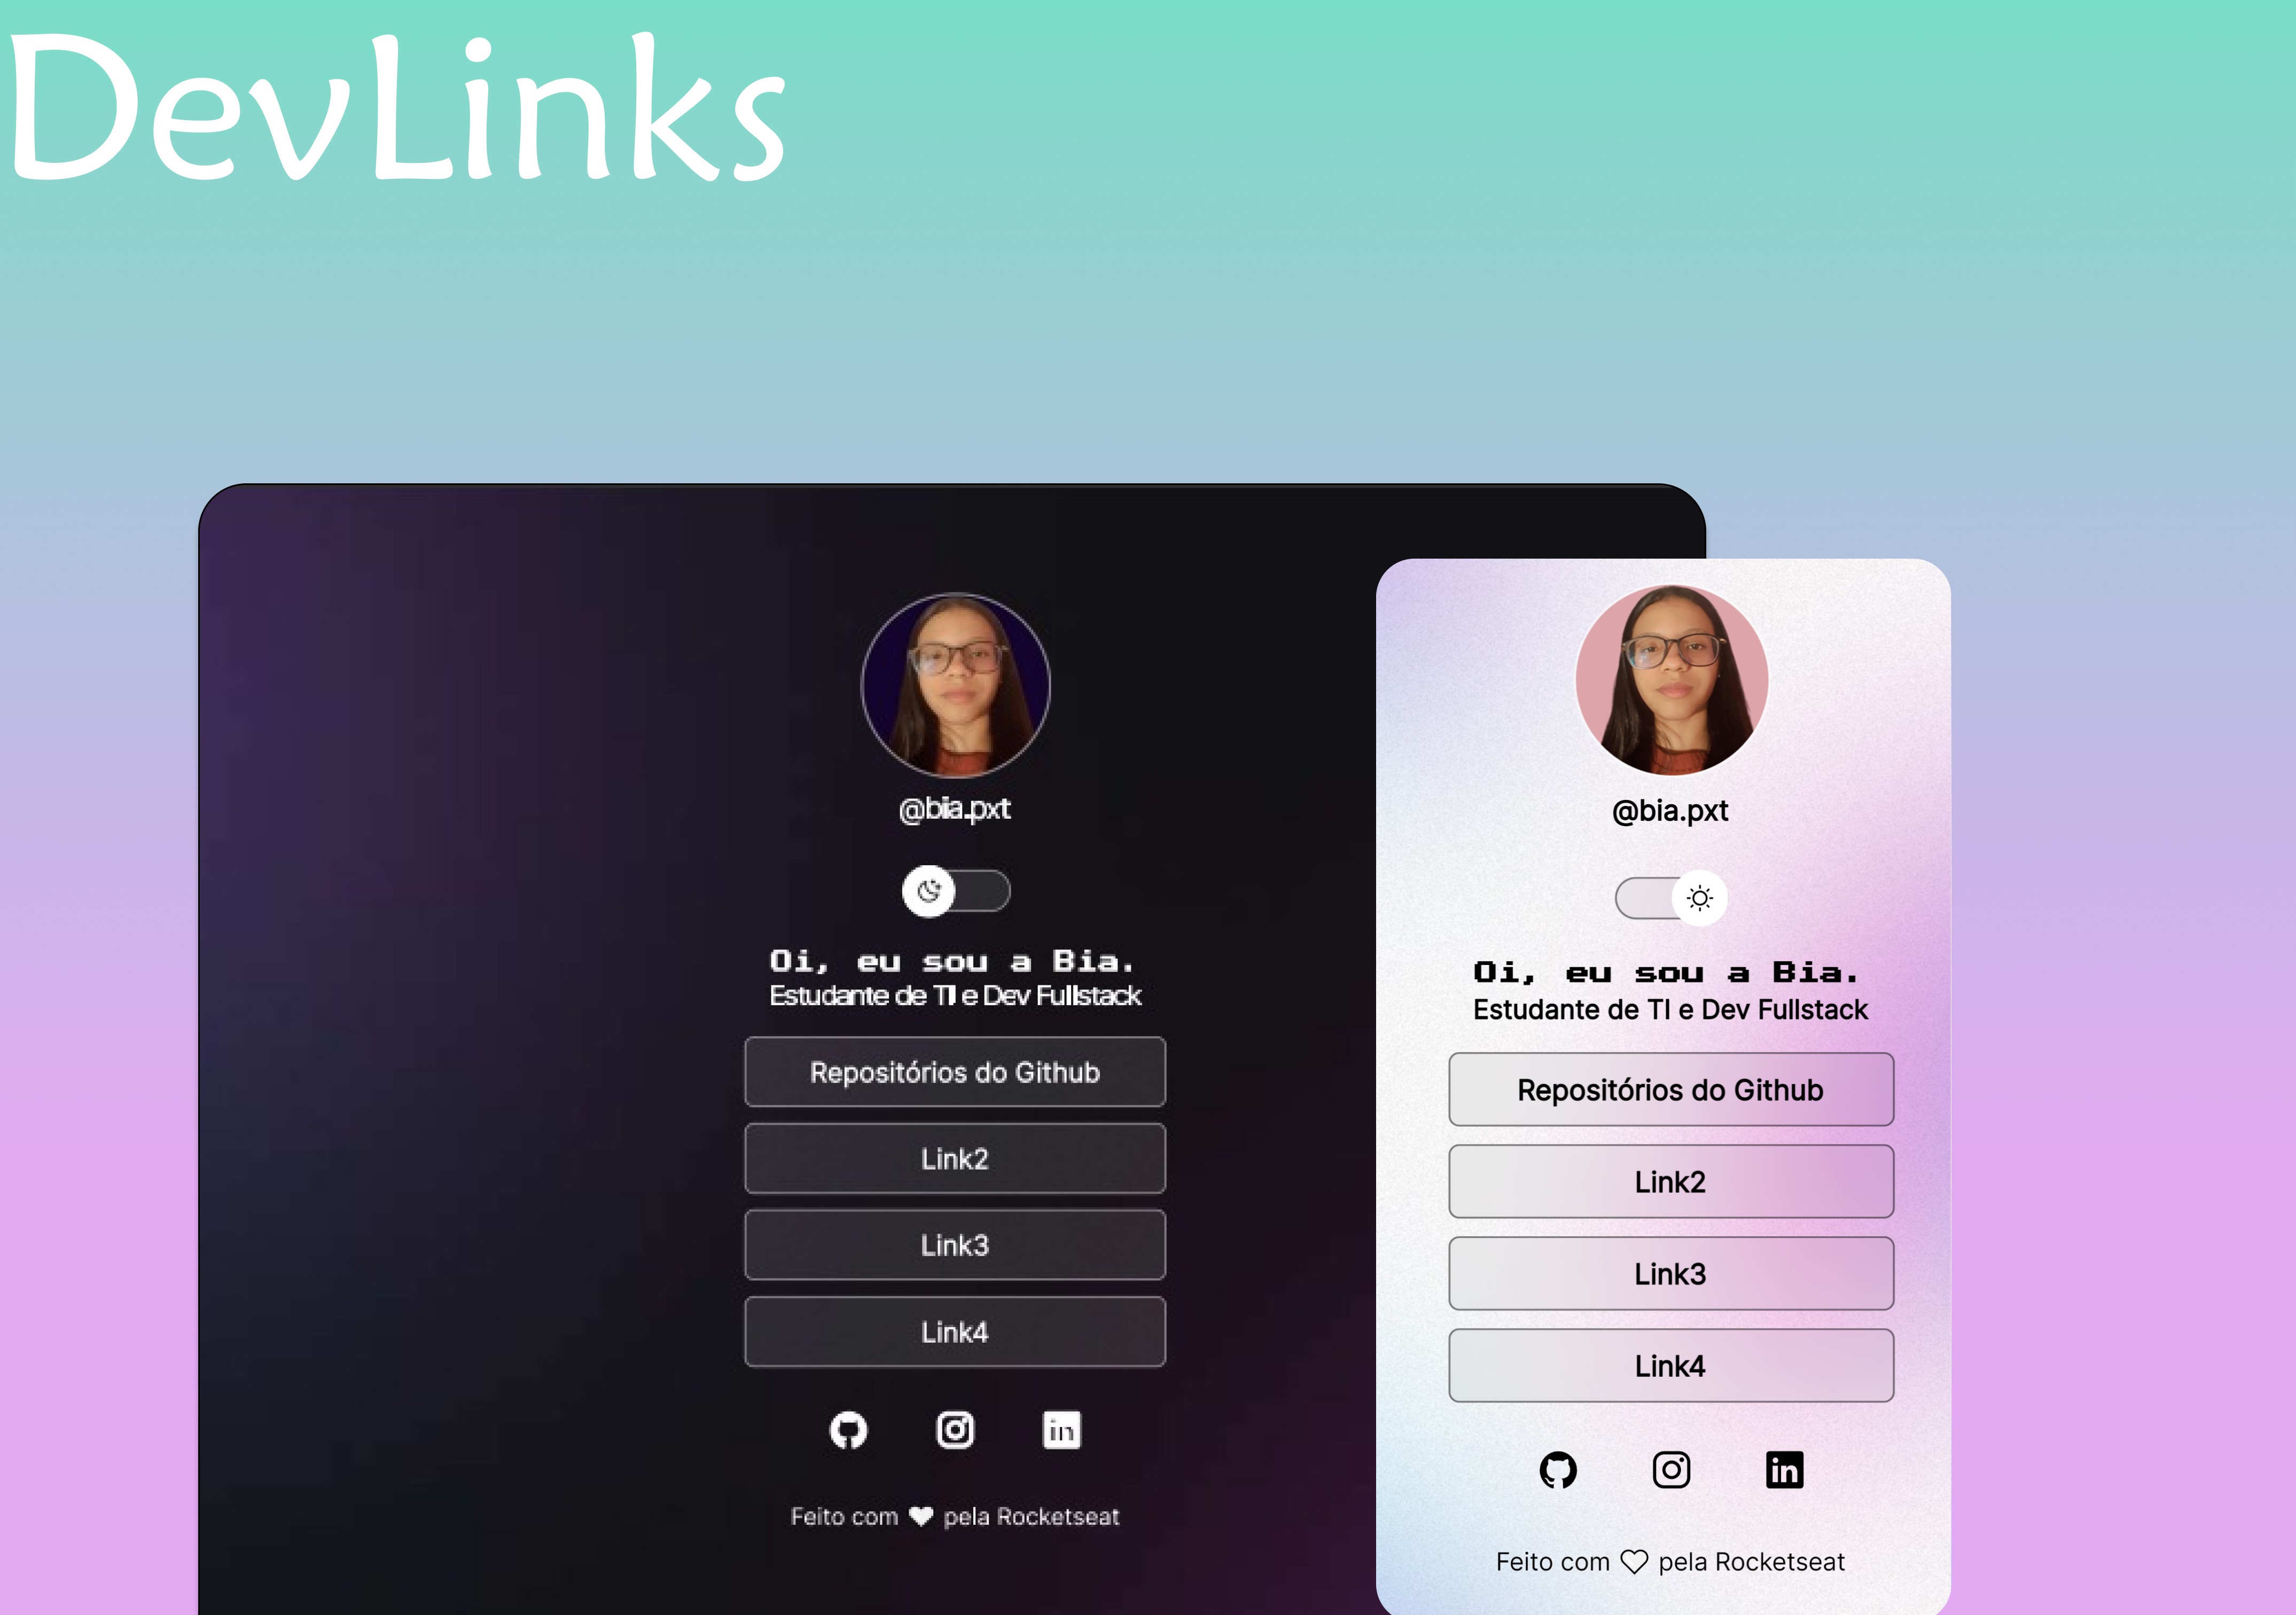 DevLinks
@bia.pxt
Oi, eu sou a Bia.
Estudante de TI e Dev Fullstack
Repositórios do Github
Link2
Link3
Link4
in
Feito com pela Rocketseat
@bia.pxt
Oi, eu sou a Bia.
Estudante de TI e Dev Fullstack
Repositórios do Github
Link2
Link3
Link4
in
Feito com pela Rocketseat